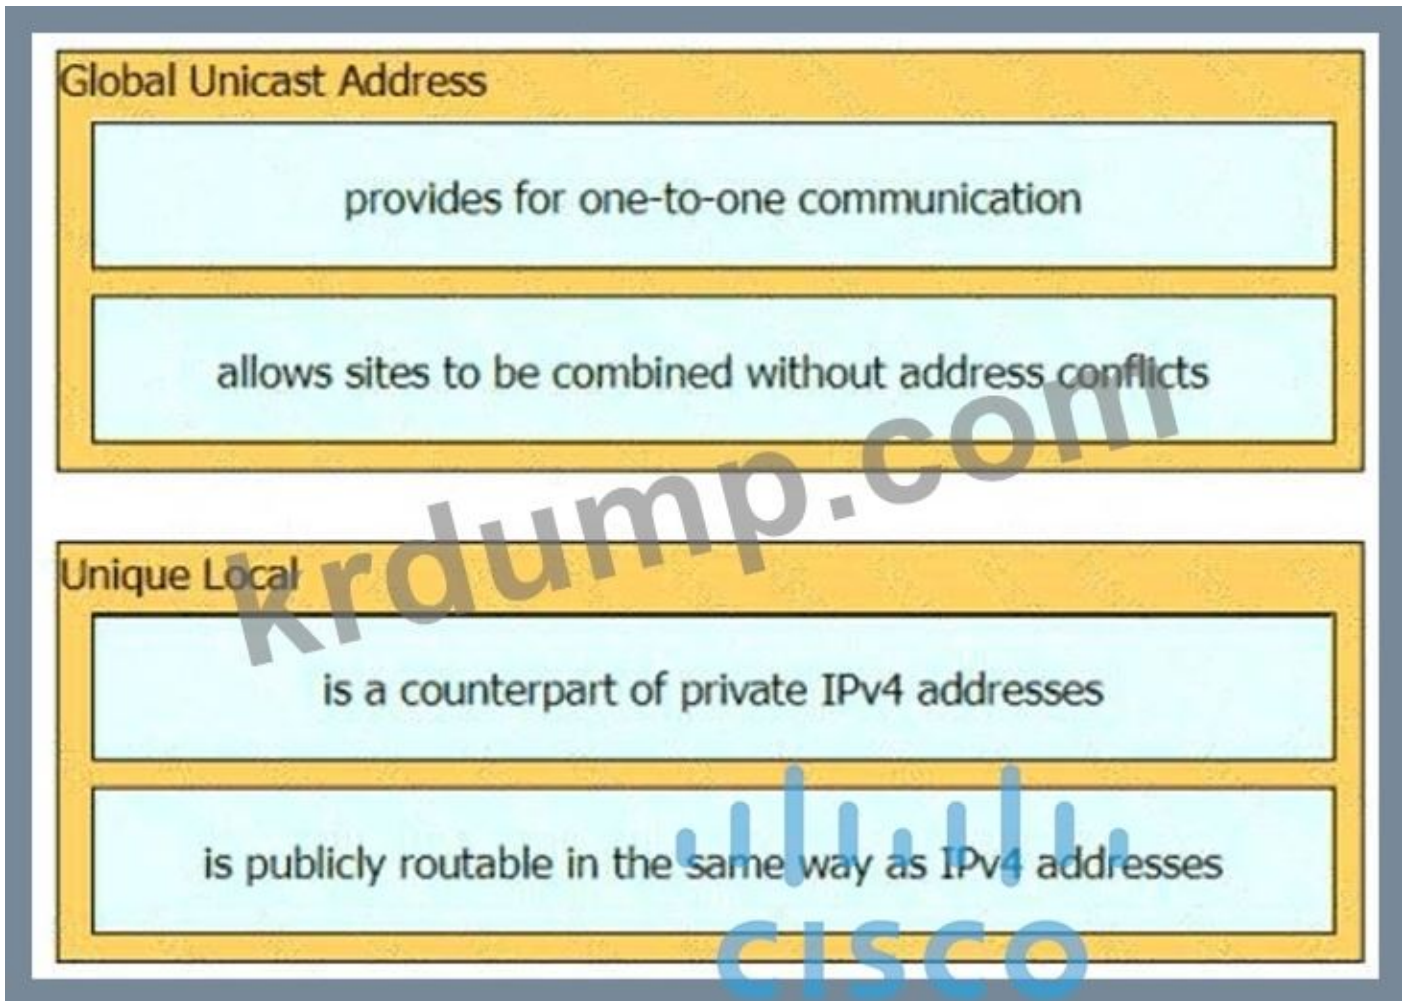 Global Unicast Address
provides for one-to-one communication
allows sites to be combined without address conflicts
krdump.com
Unique Local
is a counterpart of private IPv4 addresses
is publicly routable in the same way as IPv4 addresses
CISCO